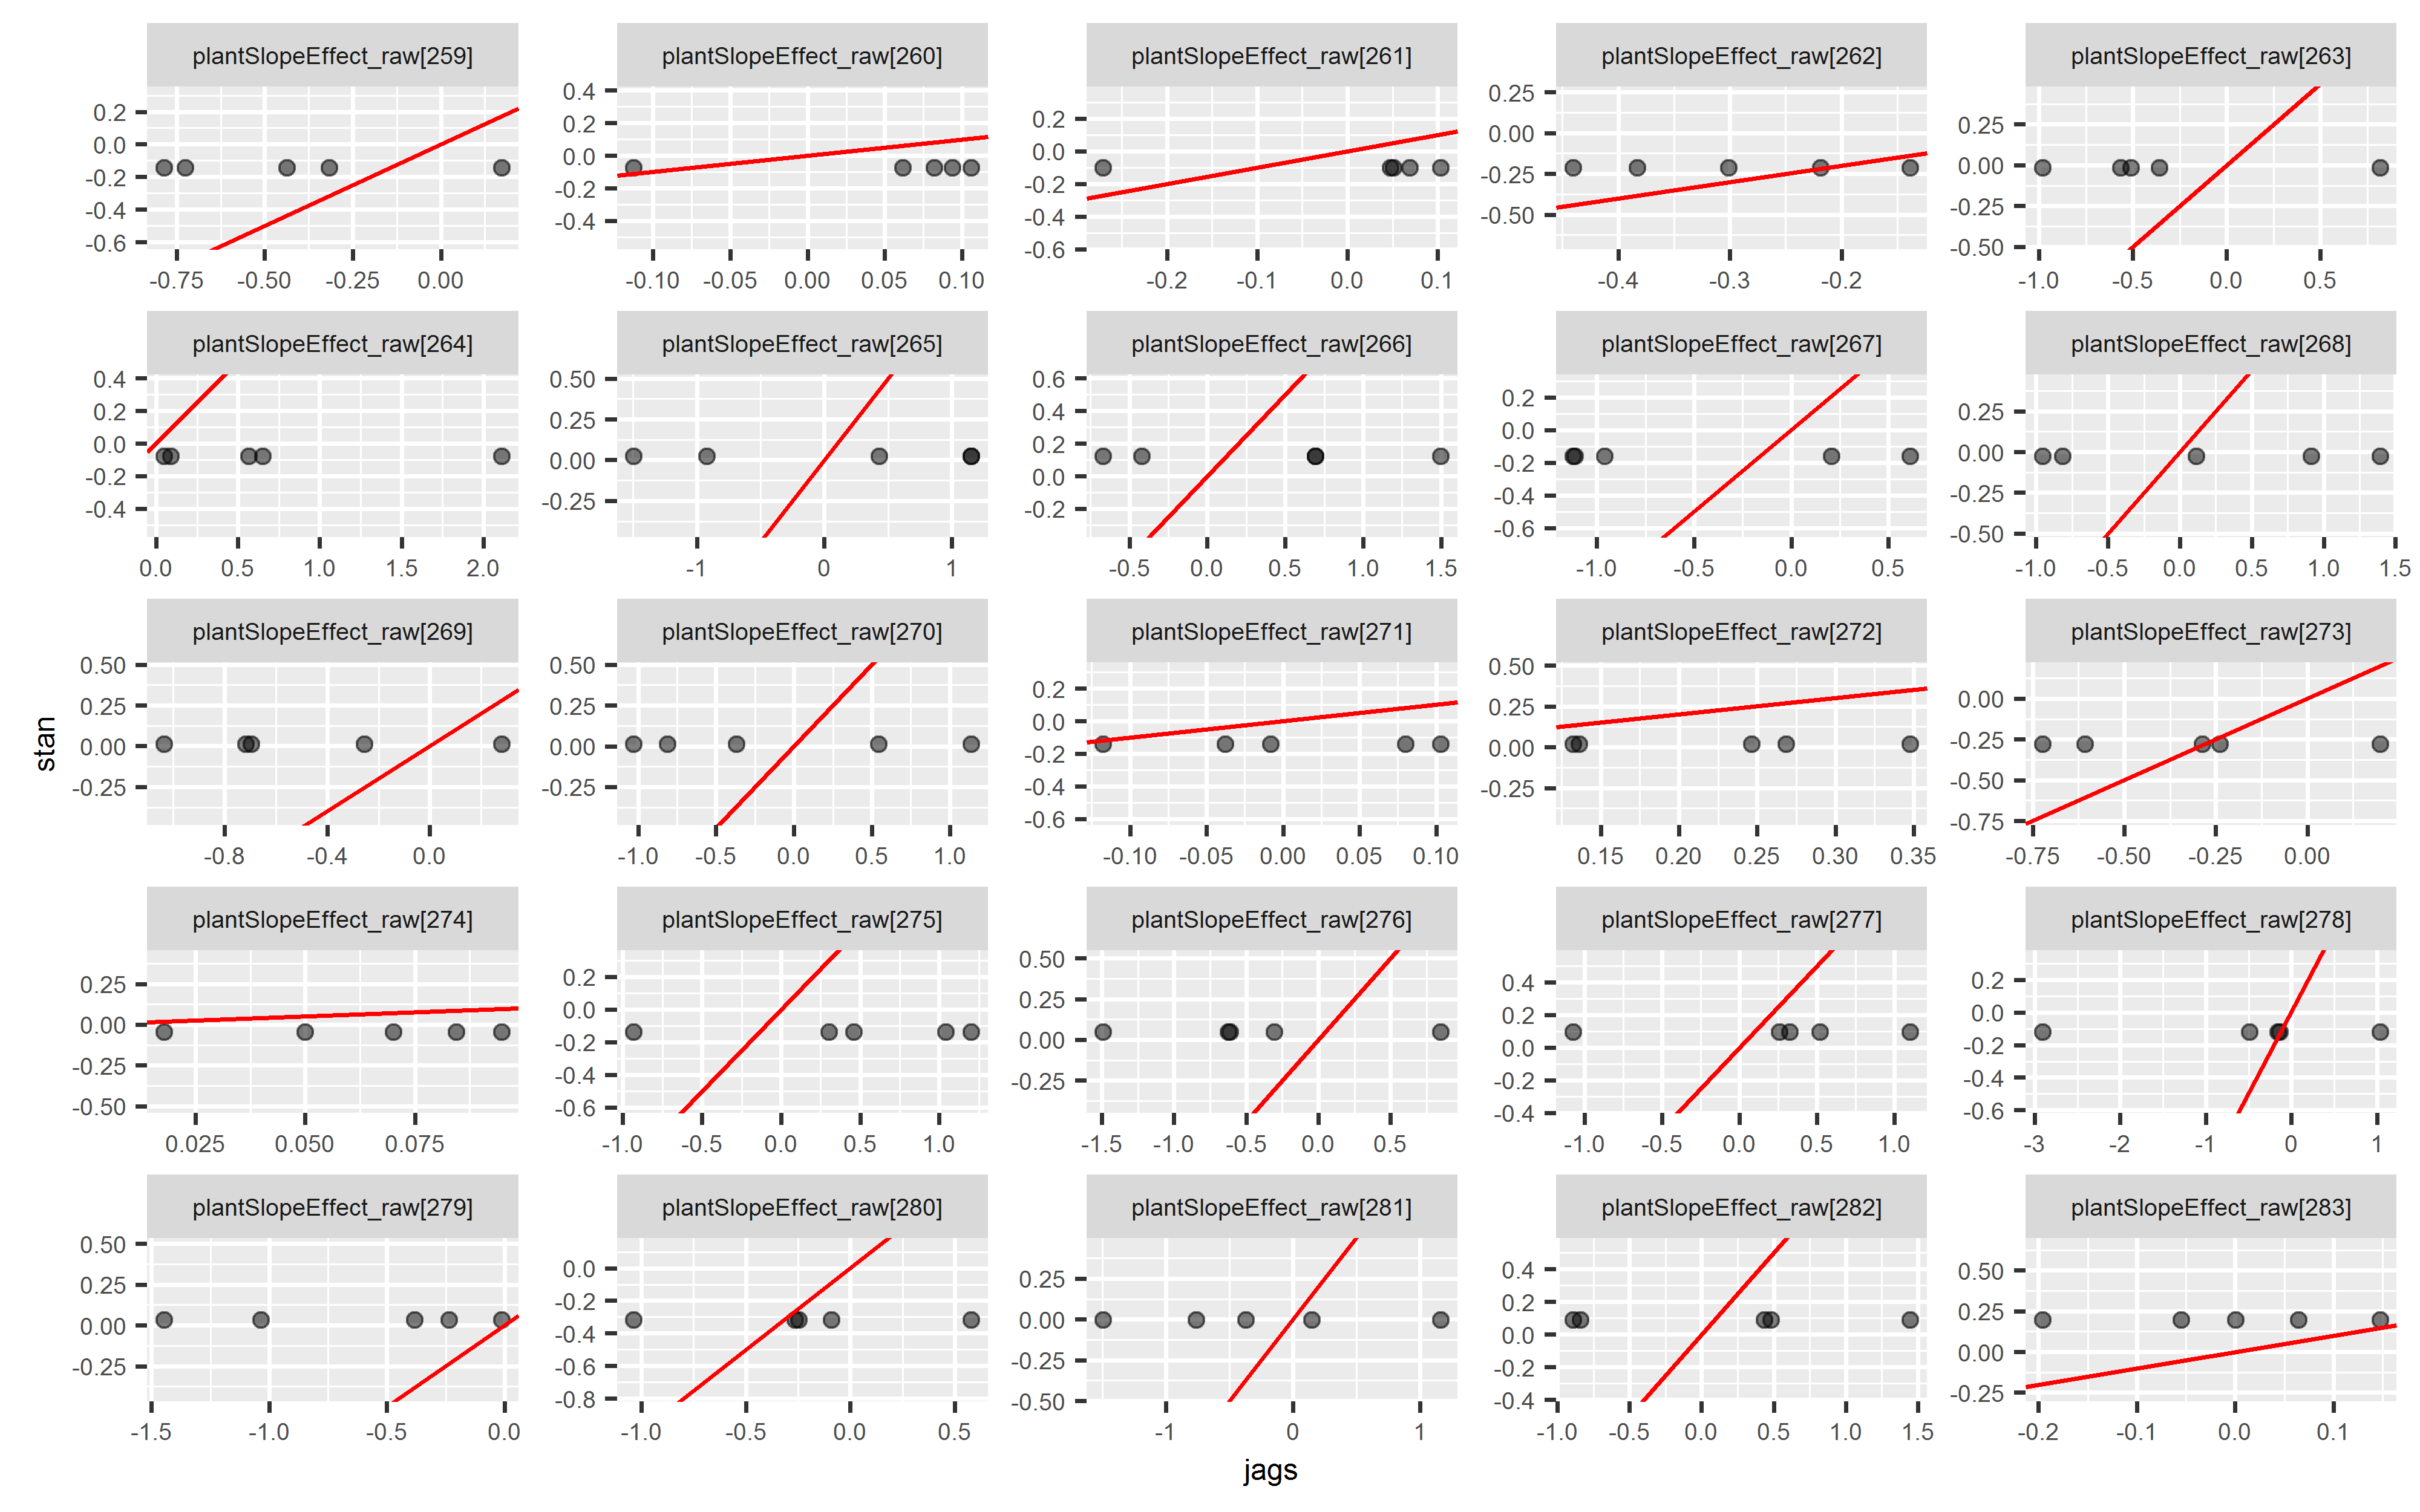 plantSlopeEffect_raw[259] plantSlopeEffect_raw[260] plantSlopeEffect_raw[261] plantSlopeEffect_raw[262] plantSlopeEffect_raw[263]
0.2 0.4 0.2 0.25 0.25
0.0 0.2 0.0 0.00 0.00
-0.2 0.0 -0.2 -0.25 -0.25
-0.4 -0.2 -0.4 -0.50 -0.50
-0.6 -0.4 -0.6
-0.75 -0.50 -0.25 0.00 -0.10 -0.05 0.00 0.05 0.10 -0.2 -0.1 0.0 0.1 -0.4 -0.3 -0.2 -1.0 -0.5 0.0 0.5
plantSlopeEffect_raw[264] plantSlopeEffect_raw[265] plantSlopeEffect_raw[266] plantSlopeEffect_raw[267] plantSlopeEffect_raw[268]
0.4 0.50 0.6 0.2 0.25
0.2 0.25 0.4 0.0 0.00
0.0 0.00 0.2 -0.2 -0.25
-0.2 -0.25 0.0 -0.4 -0.50
-0.4 -0.2 -0.6
0.0 0.5 1.0 1.5 2.0 -1 0 1 -0.5 0.0 0.5 1.0 1.5 -1.0 -0.5 0.0 0.5 -1.0 -0.5 0.0 0.5 1.0 1.5
plantSlopeEffect_raw[269] plantSlopeEffect_raw[270] plantSlopeEffect_raw[271] plantSlopeEffect_raw[272] plantSlopeEffect_raw[273]
0.50 0.50 0.2 0.50 0.00
0.25 0.25 0.0 0.25 -0.25
0.00 0.00 -0.2 0.00 -0.50
-0.25 -0.25 -0.4 -0.25 -0.75
-0.6
-0.8 -0.4 0.0 -1.0 -0.5 0.0 0.5 1.0 -0.10 -0.05 0.00 0.05 0.10 0.15 0.20 0.25 0.30 0.35 -0.75 -0.50 -0.25 0.00
stan
plantSlopeEffect_raw[274] plantSlopeEffect_raw[275] plantSlopeEffect_raw[276] plantSlopeEffect_raw[277] plantSlopeEffect_raw[278]
0.25 0.2 0.50 0.4 0.2
0.00 0.0 0.25 0.2 0.0
-0.25 -0.2 0.00 0.0 -0.2
-0.50 -0.4 -0.25 -0.2 -0.4
-0.6 -0.4 -0.6
0.025 0.050 0.075 -1.0 -0.5 0.0 0.5 1.0 -1.5 -1.0 -0.5 0.0 0.5 -1.0 -0.5 0.0 0.5 1.0 -3 -2 -1 0 1
plantSlopeEffect_raw[279] plantSlopeEffect_raw[280] plantSlopeEffect_raw[281] plantSlopeEffect_raw[282] plantSlopeEffect_raw[283]
0.50 0.0 0.25 0.4 0.50
0.25 -0.2 0.00 0.2 0.25
0.00 -0.4 -0.25 0.0 0.00
-0.25 -0.6 -0.50 -0.2 -0.25
-0.8 -0.4
-1.5 -1.0 -0.5 0.0 -1.0 -0.5 0.0 0.5 -1 0 1 -1.0 -0.5 0.0 0.5 1.0 1.5 -0.2 -0.1 0.0 0.1
jags